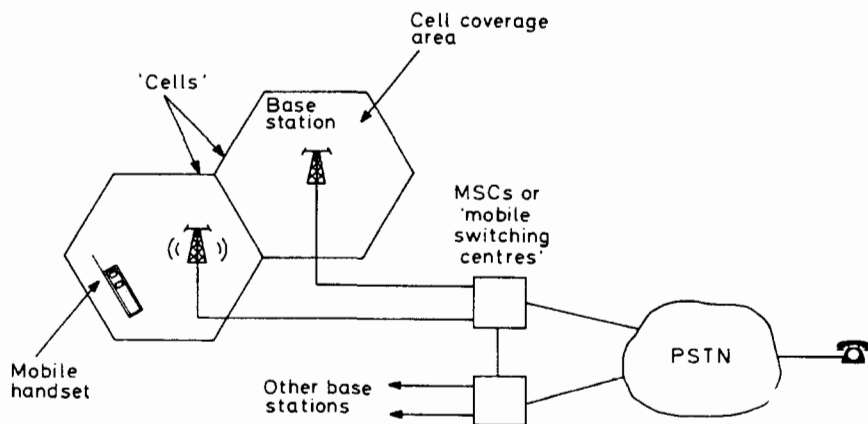 Cell coverage
area
'Cells'
Base
station
MSCs or
'mobile
switching
centres'
PSTN
Mobile
handset
Other base
stations